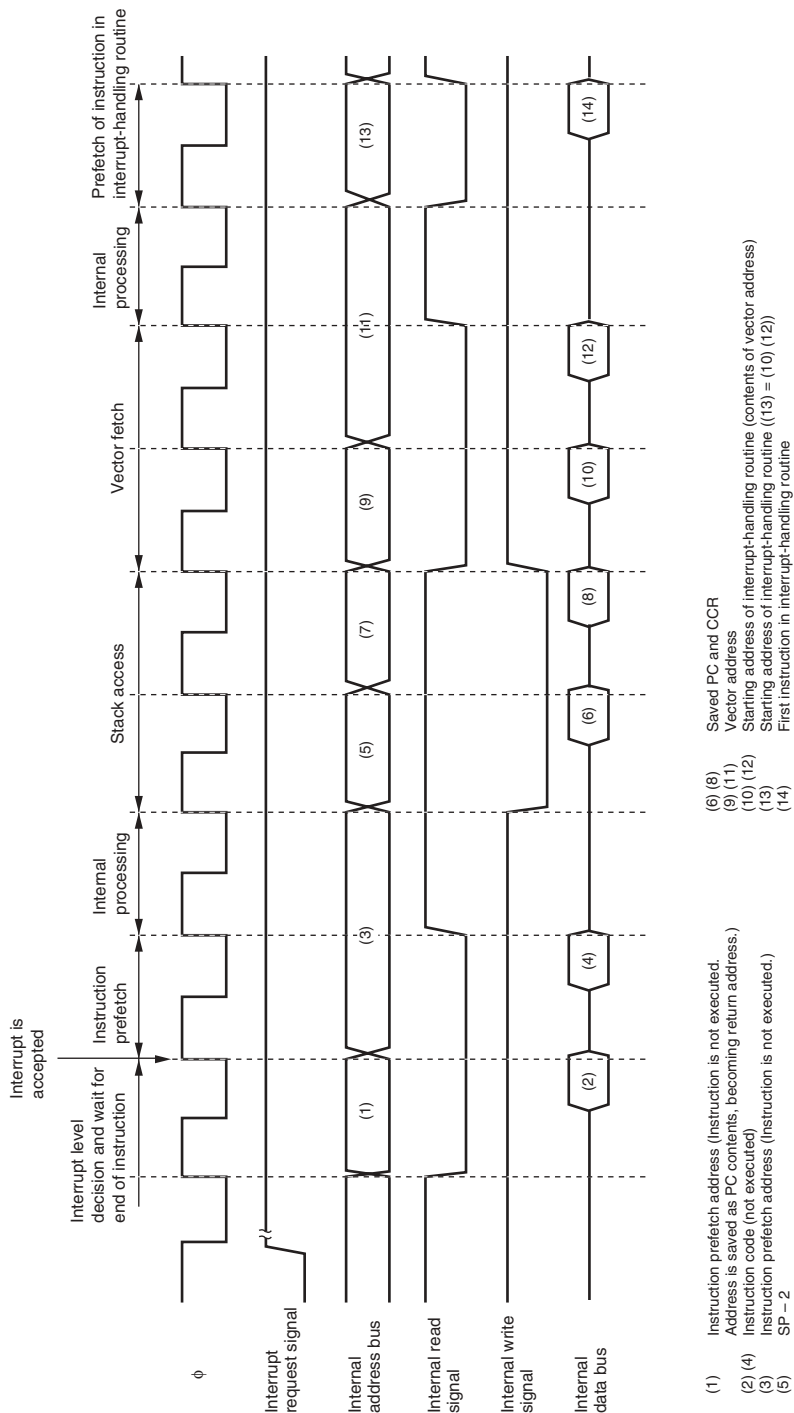 Interrupt is
accepted
Interrupt level
decision and wait for
end of instruction
Instruction
prefetch
Internal
processing
Stack access
Vector fetch
Internal
processing
Prefetch of instruction in
interrupt-handling routine
φ
Interrupt
request signal
Internal
address bus
(1)
(3)
(5)
(7)
(9)
(11)
(13)
Internal read
signal
Internal write
signal
Internal
data bus
(2)
(4)
(6)
(8)
(10)
(12)
(14)
(1) Instruction prefetch address (Instruction is not executed.
Address is saved as PC contents, becoming return address.)
(2) (4) Instruction code (not executed)
(3) Instruction prefetch address (Instruction is not executed.)
(5) SP – 2
(6) (8) Saved PC and CCR
(9) (11) Vector address
(10) (12) Starting address of interrupt-handling routine (contents of vector address)
(13) Starting address of interrupt-handling routine ((13) = (10) (12))
(14) First instruction in interrupt-handling routine